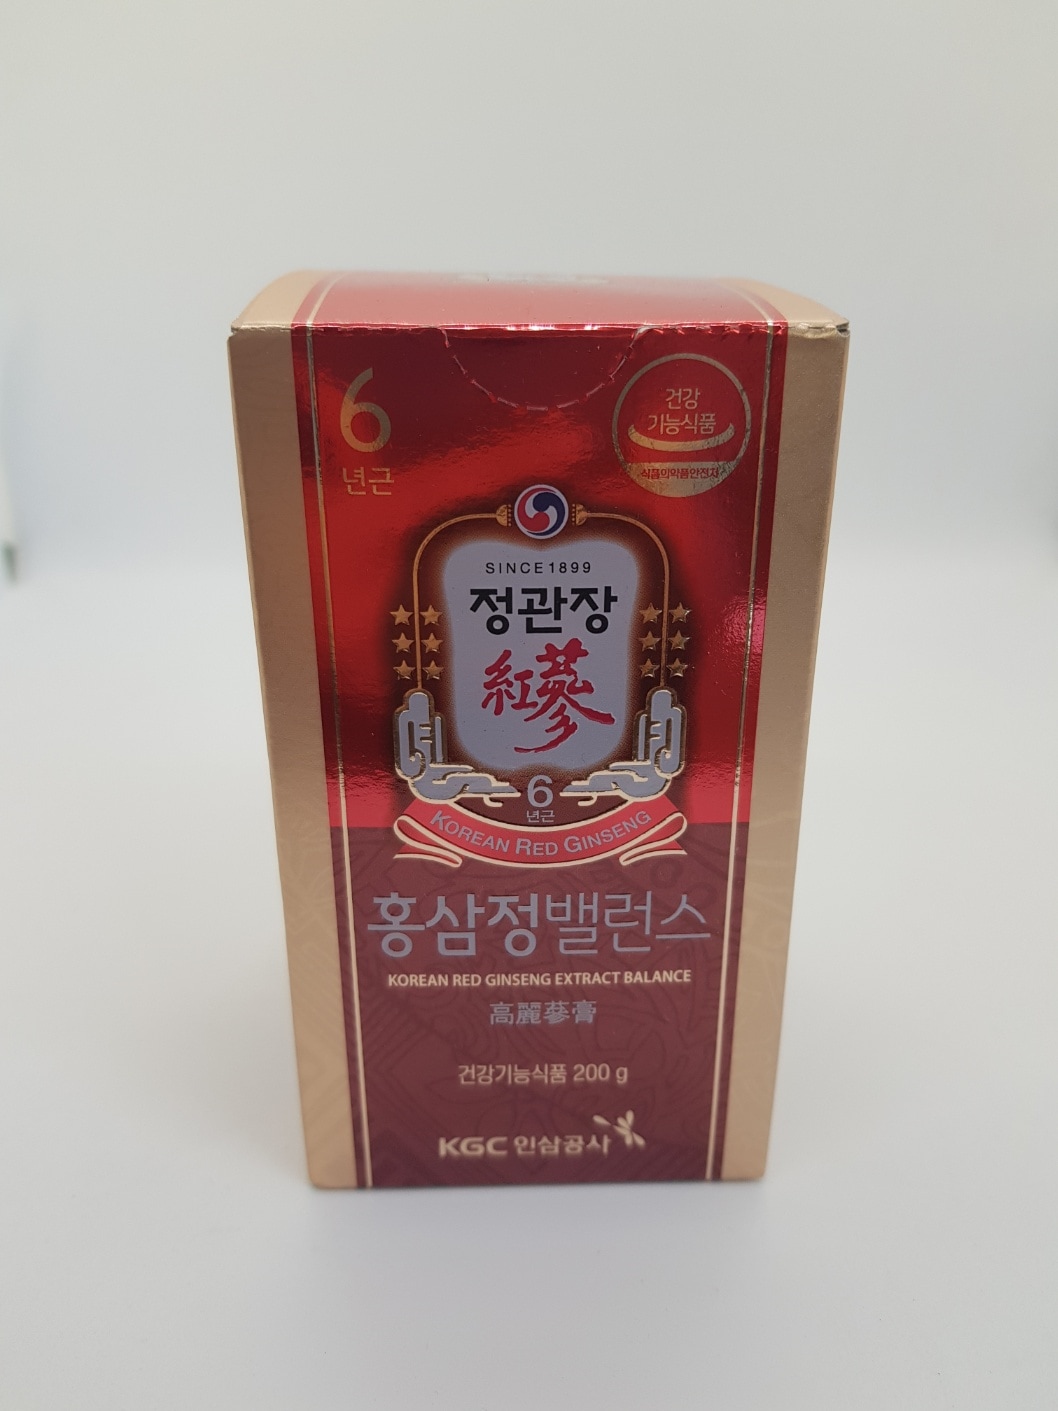 6
년근
건강
기능식품
식품의약품안전처
SINCE 1899
정관장
紅蔘
6
년근
KOREAN RED GINSENG
홍삼정밸런스
KOREAN RED GINSENG EXTRACT BALANCE
高麗蔘膏
건강기능식품 200 g
KGC 인삼공사